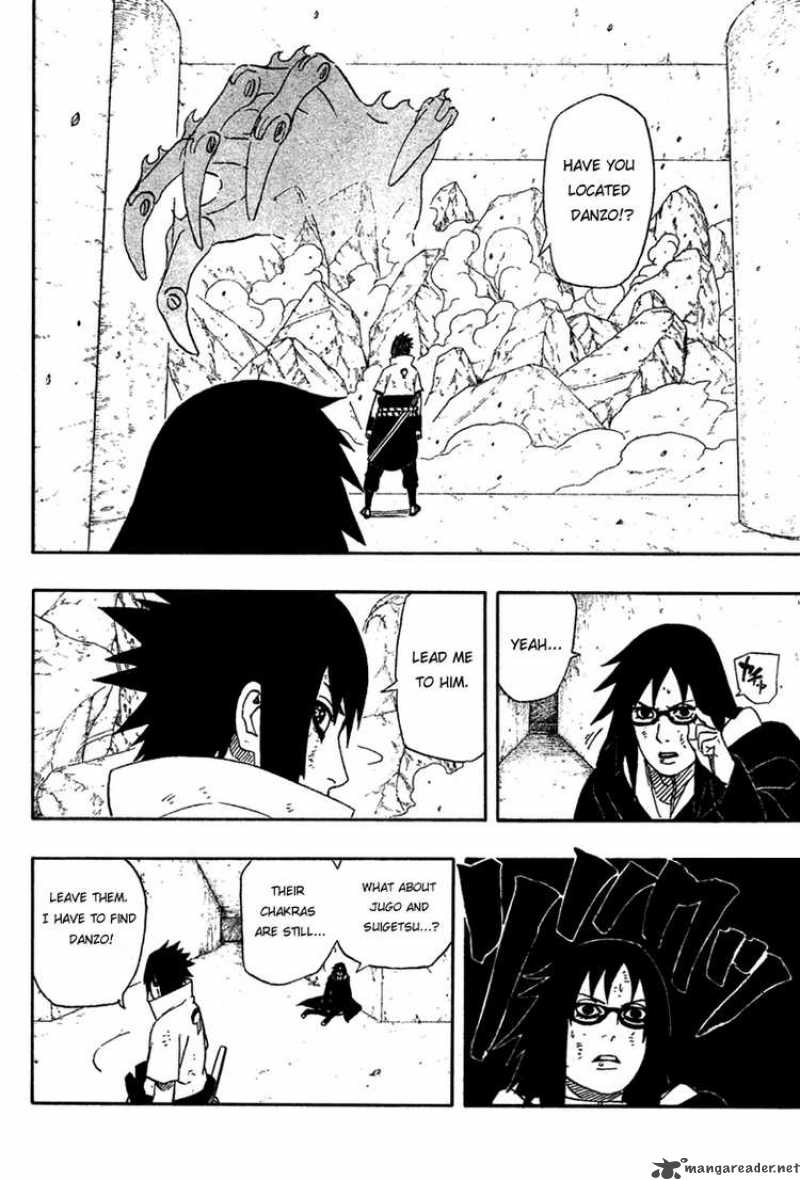 HAVE YOU
LOCATED
DANZO!?
YEAH...
LEAD ME
TO HIM.
WHAT ABOUT
JUGO AND
SUIGETSU...?
THEIR
CHAKRAS
ARE STILL...
LEAVE THEM.
I HAVE TO FIND
DANZO!
mangareader.net